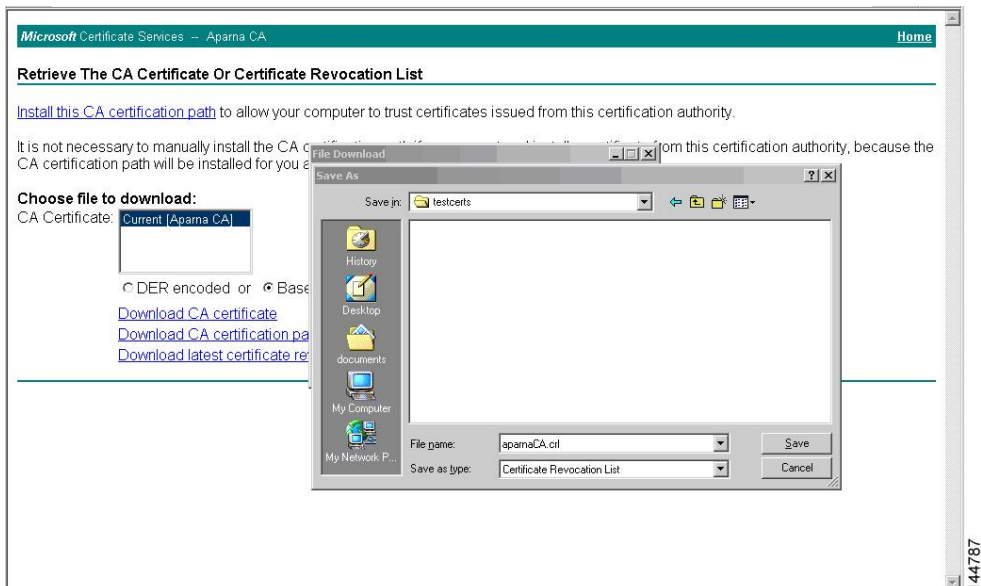 Microsoft Certificate Services -- Aparna CA Home
Retrieve The CA Certificate Or Certificate Revocation List
Install this CA certification path to allow your computer to trust certificates issued from this certification authority.
It is not necessary to manually install the CA from this certification authority, because the
CA certification path will be installed for you
File Download
Save As
Save in: testcerts
Choose file to download:
CA Certificate: Current [Aparna CA]
DER encoded or Base
Download CA certificate
Download CA certification pa
Download latest certificate re
History
Desktop
documents
My Computer
My Network P...
File name: aparnaCA.crl Save
Save as type: Certificate Revocation List Cancel
144787